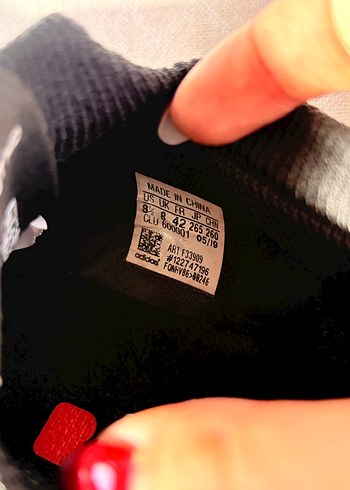 MADE IN CHINA
US UK FR JP CHN
8½ 8 42 265 260
CLU 600001 05/19
ART F33909
#122747196
adidas